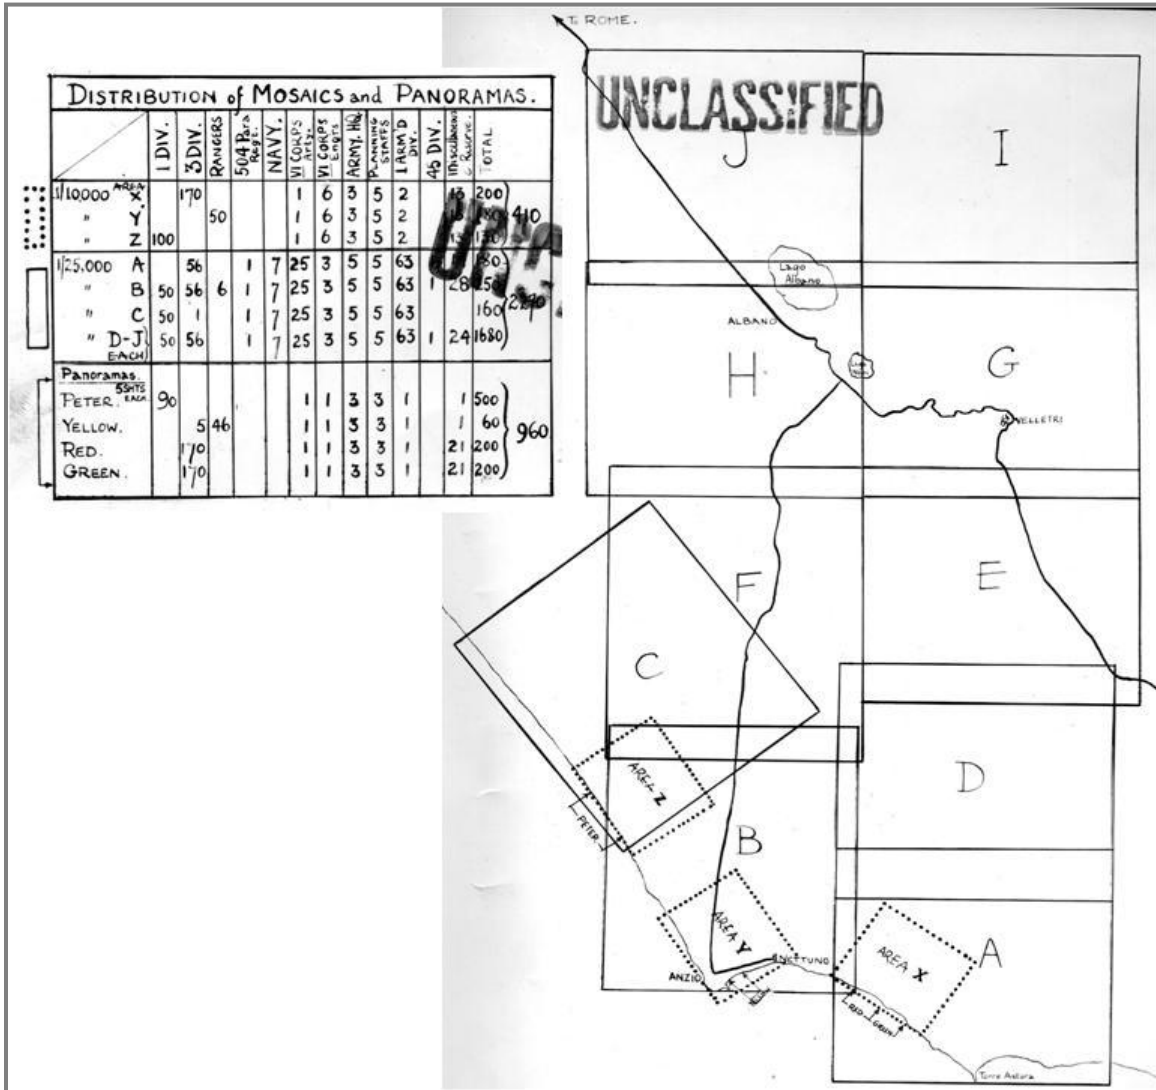 DISTRIBUTION of MOSAICS and PANORAMAS.
1 DIV. 3 DIV. RANGERS 504 Para Regt. NAVY. VI CORPS Arty. VI CORPS Engrs ARMY. HQ. PLANNING STAFFS 1 ARM'D DIV. 45 DIV. & Reserve. TOTAL
1/10,000 AREA X 170 1 6 3 5 2 13 200
" Y 50 1 6 3 5 2
" Z 100 1 6 3 5 2
410
1/25,000 A 56 1 7 25 3 5 5 63
" B 50 56 6 1 7 25 3 5 5 63 1 28 250
" C 50 1 1 7 25 3 5 5 63 160
" D-J EACH 50 56 1 7 25 3 5 5 63 1 24 1680
Panoramas.
5 SHTS EACH
PETER. 90 1 1 3 3 1 1 500
YELLOW. 5 46 1 1 3 3 1 1 60
RED. 170 1 1 3 3 1 21 200
GREEN. 170 1 1 3 3 1 21 200
960
TO ROME.
UNCLASSIFIED
J
I
Lago Albano
ALBANO
H
G
VELLETRI
F
E
C
AREA Z
PETER
D
B
AREA Y
ANZIO
NETTUNO
AREA X
A
RED
GREEN
Torre Astura